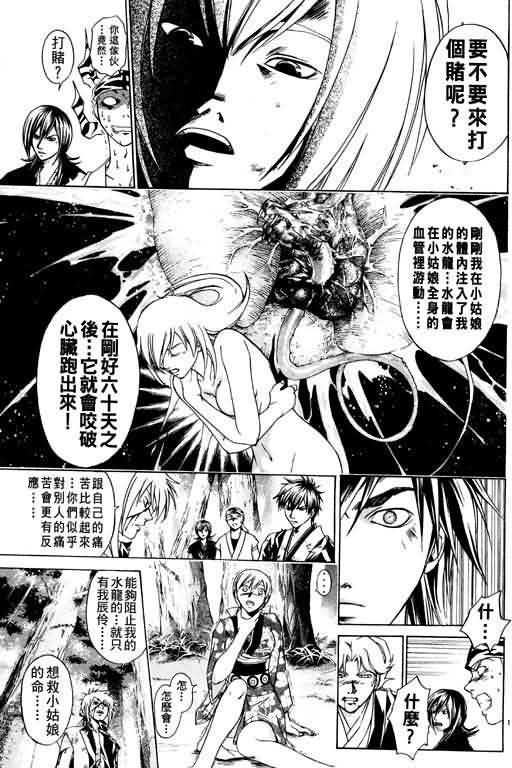 要不要來打
個賭呢？
你這傢伙
…竟然…
打賭？
剛剛我在小姑娘
的體內注入了我
的水龍…水龍會
在小姑娘全身的
血管裡游動……
在剛好六十天之
後…它就會咬破
心臟跑出來！
什…
什麼？
跟自己的痛
苦比較起來
…你們似乎
對別人的痛
苦會更有反
應……
…
怎…
怎麼會…
能夠阻止我的
水龍的…就只
有我辰伶……
想救小姑娘
的命……